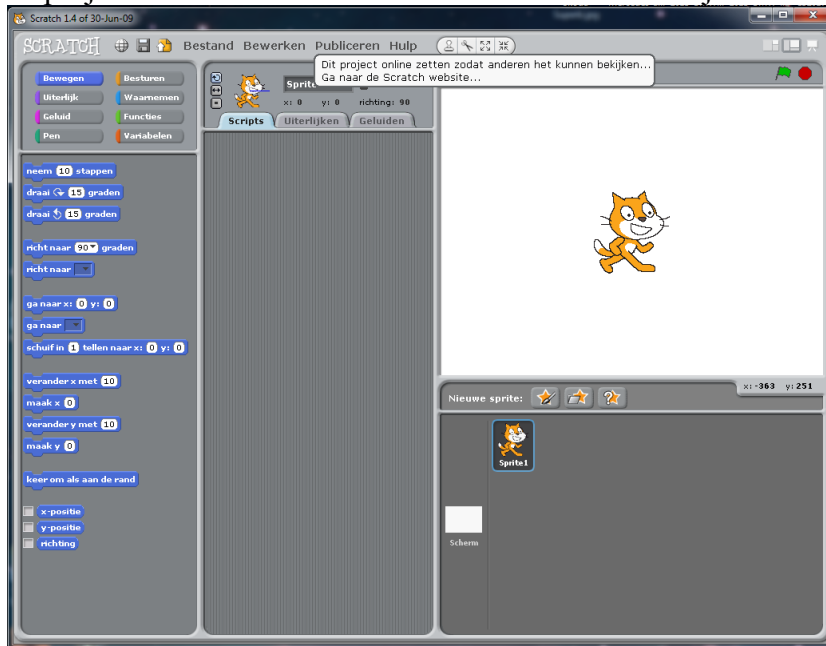 Scratch 1.4 of 30-Jun-09
SCRATCH Bestand Bewerken Publiceren Hulp
Dit project online zetten zodat anderen het kunnen bekijken...
Ga naar de Scratch website...
Bewegen Besturen
Uiterlijk Waarnemen
Geluid Functies
Pen Variabelen
x: 0 y: 0 richting: 90
Scripts Uiterlijken Geluiden
neem 10 stappen
draai 15 graden
draai 15 graden
richt naar 90 graden
richt naar
ga naar x: 0 y: 0
ga naar
schuif in 1 tellen naar x: 0 y: 0
verander x met 10
maak x 0
verander y met 10
maak y 0
keer om als aan de rand
x-positie
y-positie
richting
x: -363 y: 251
Nieuwe sprite:
Sprite1
Scherm